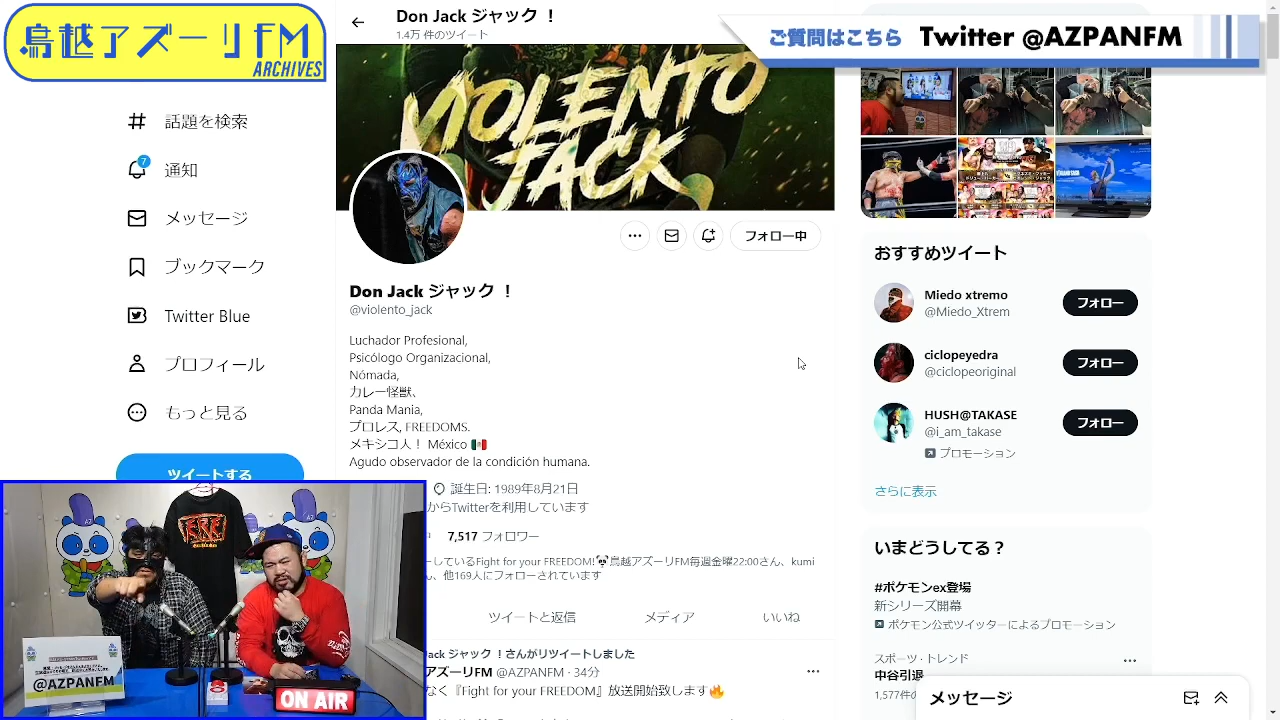 鳥越アズーリFM
ARCHIVES
ご質問はこちら Twitter @AZPANFM
Don Jack ジャック ！
1.4万 件のツイート
VIOLENTO
JACK
話題を検索
7
通知
メッセージ
ブックマーク
Twitter Blue
プロフィール
もっと見る
ツイートする
フォロー中
Don Jack ジャック ！
@violento_jack
Luchador Profesional,
Psicólogo Organizacional,
Nómada,
カレー怪獣、
Panda Mania,
プロレス, FREEDOMS.
メキシコ人！ México 🇲🇽
Agudo observador de la condición humana.
誕生日: 1989年8月21日
からTwitterを利用しています
7,517 フォロワー
ーしているFight for your FREEDOM!🐼鳥越アズーリFM毎週金曜22:00さん、kumi
ん、他169人にフォローされています
ツイートと返信
メディア
いいね
ack ジャック ！さんがリツイートしました
アズーリFM @AZPANFM · 34分
なく『Fight for your FREEDOM』放送開始致します🔥
おすすめツイート
Miedo xtremo
@Miedo_Xtrem
フォロー
ciclopeyedra
@ciclopeoriginal
フォロー
HUSH@TAKASE
@i_am_takase
フォロー
プロモーション
さらに表示
いまどうしてる？
#ポケモンex登場
新シリーズ開幕
ポケモン公式ツイッターによるプロモーション
スポーツ · トレンド
中谷引退
1,577件の
メッセージ
@AZPANFM
ON AIR